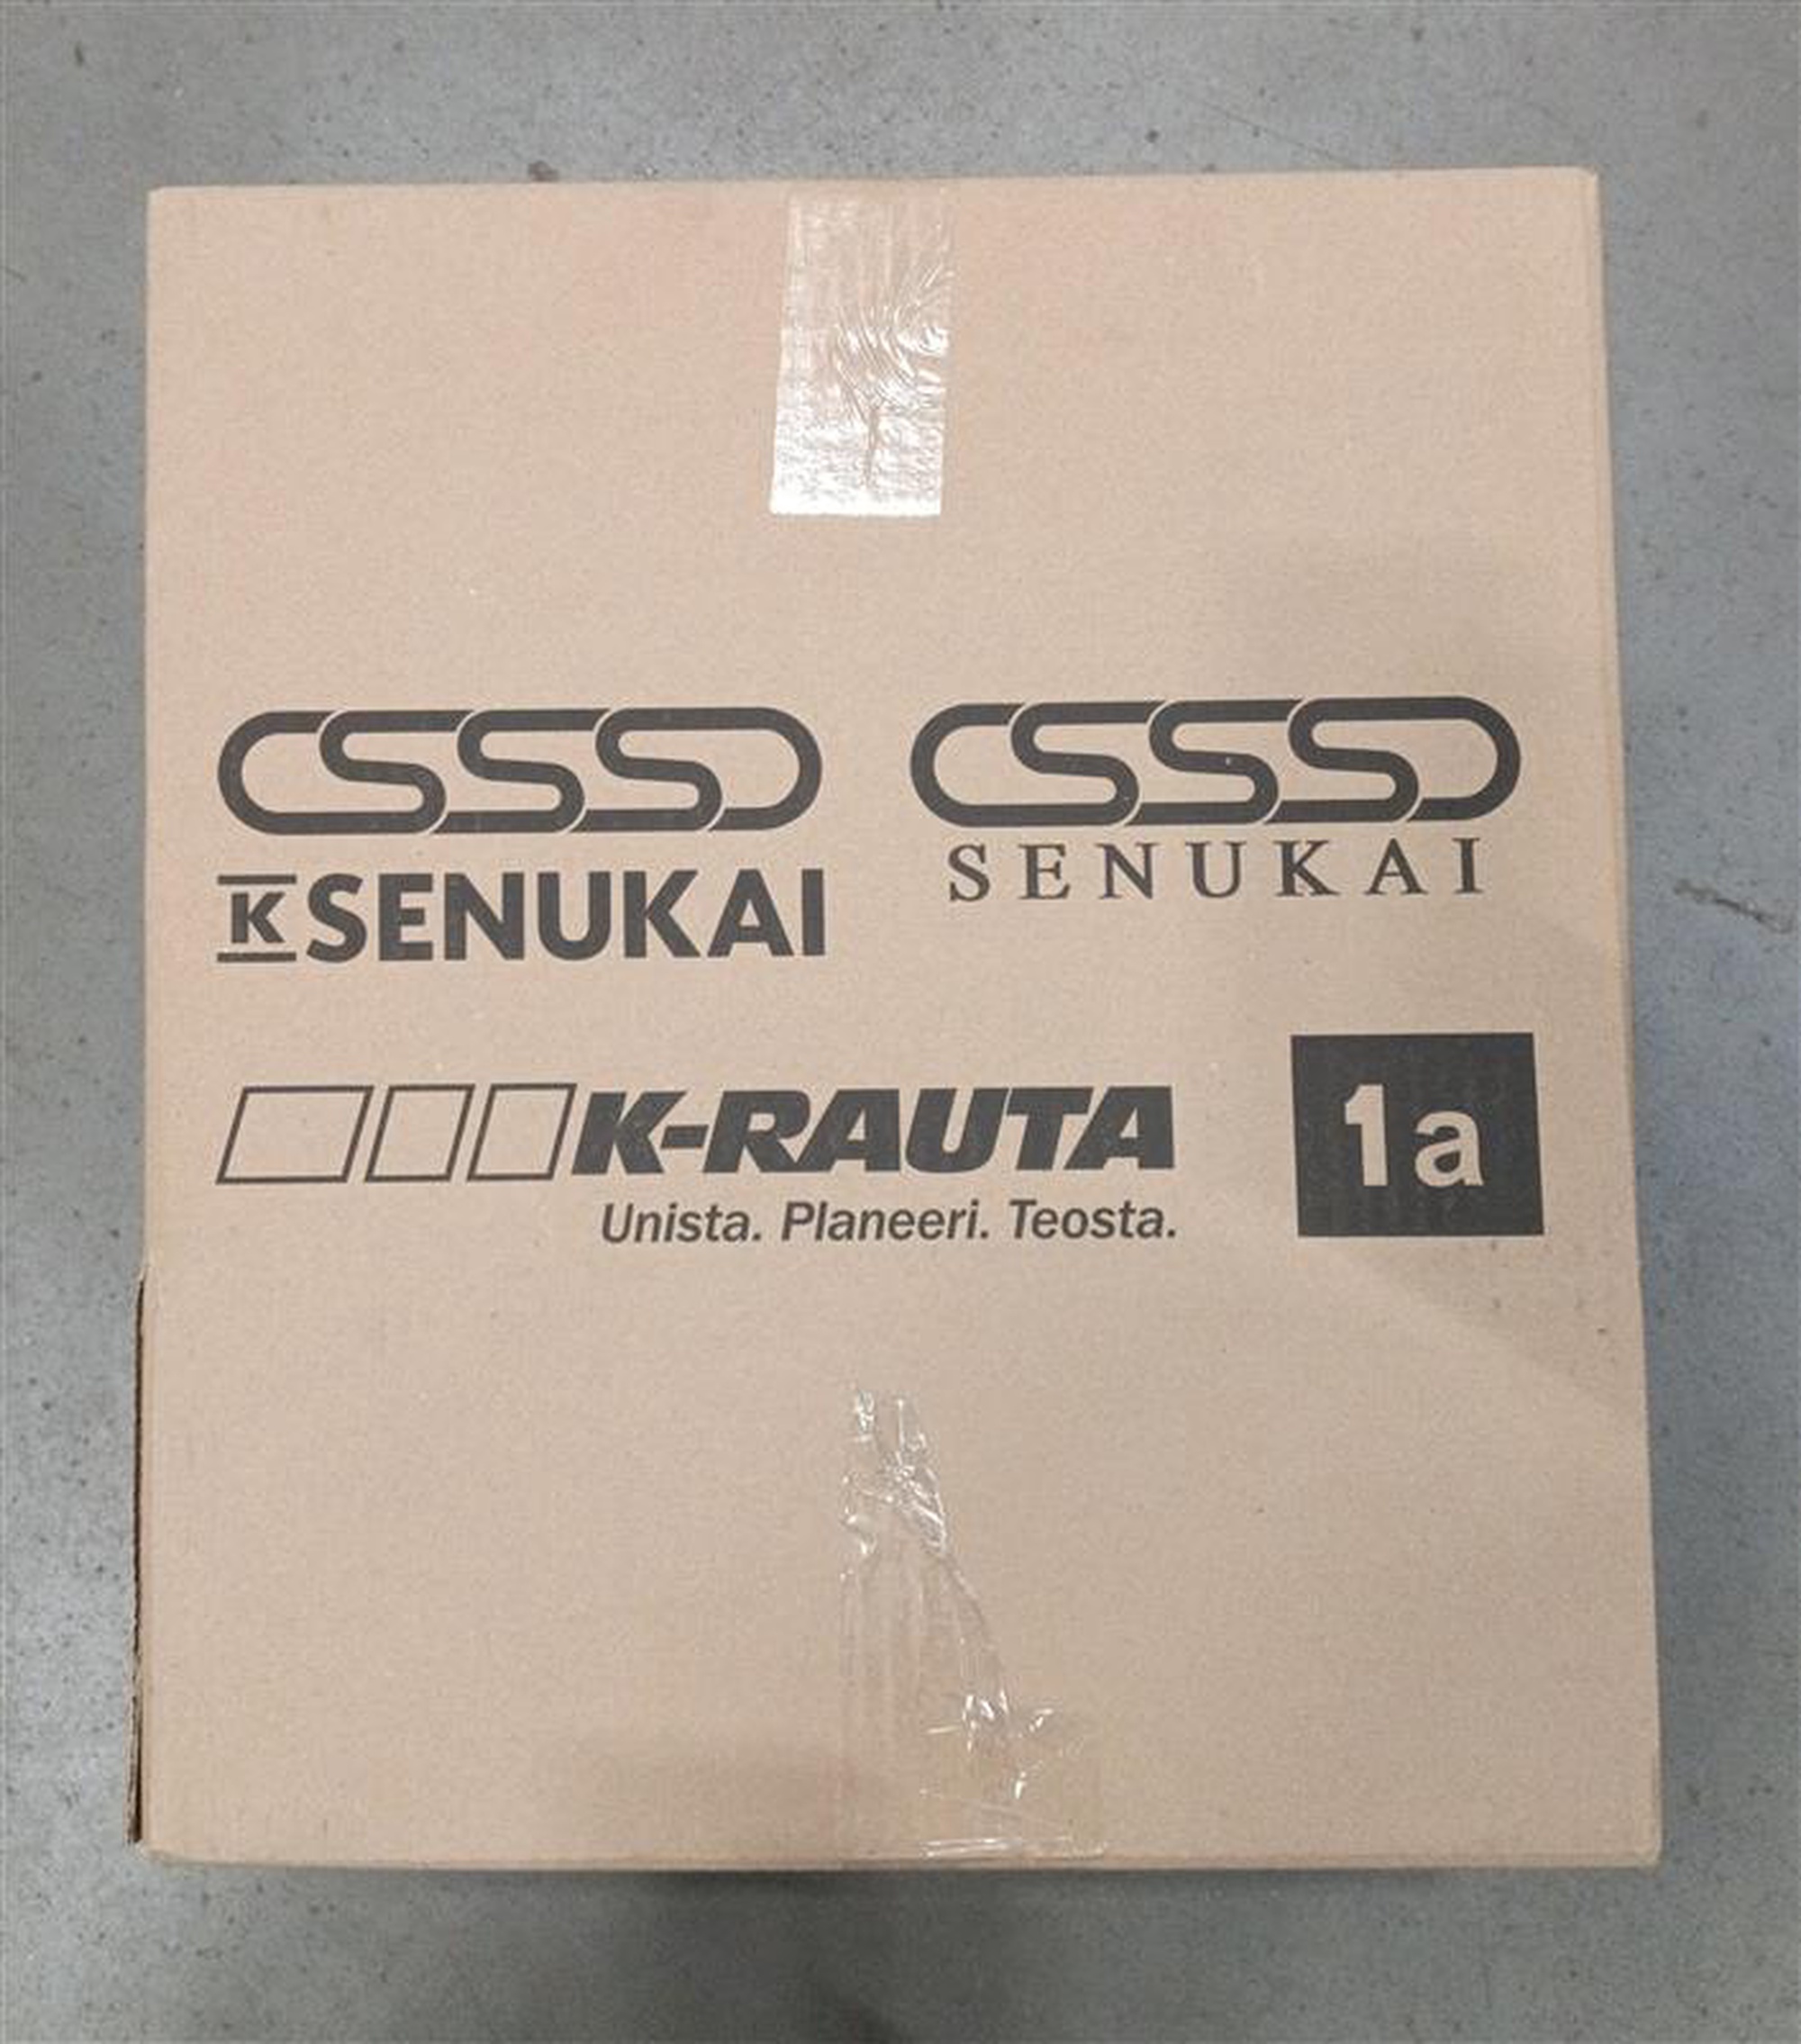 K SENUKAI
SENUKAI
K-RAUTA
Unista. Planeeri. Teosta.
1a